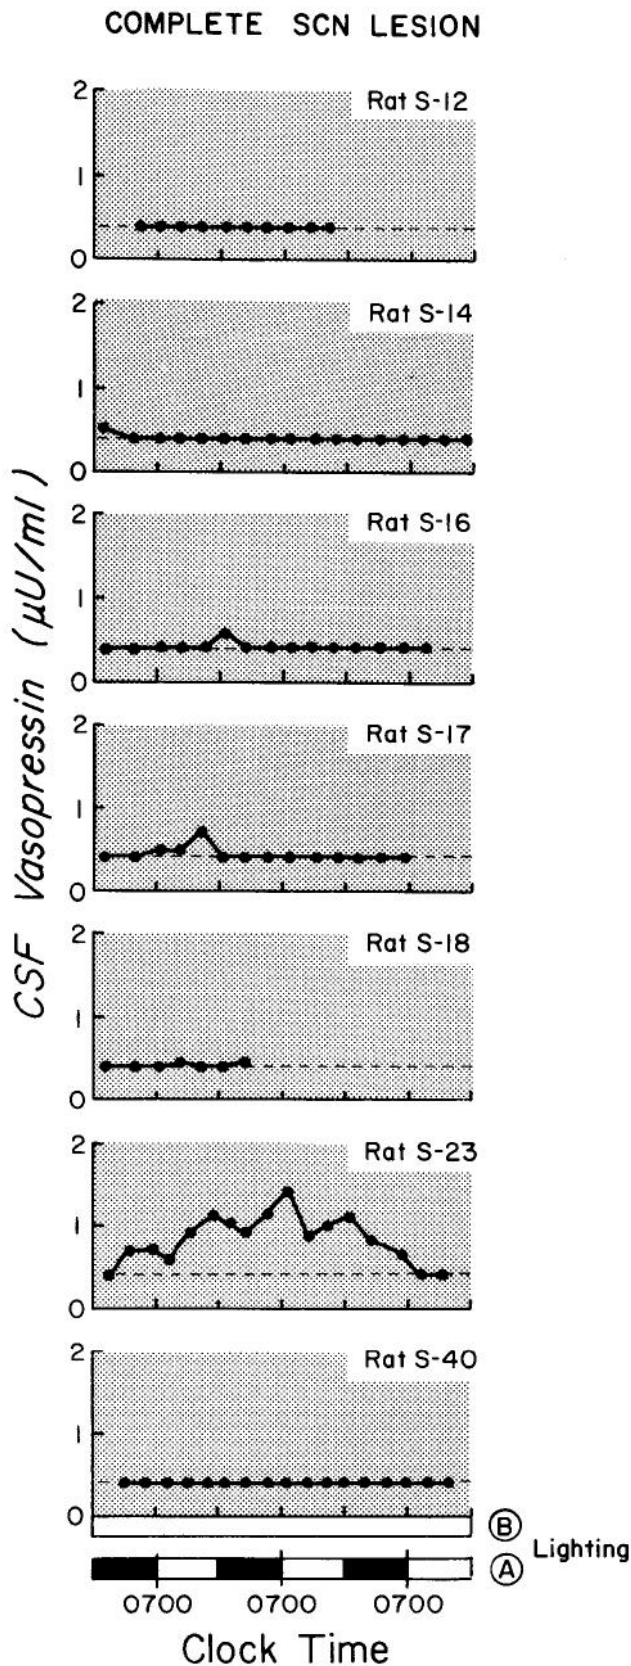 COMPLETE SCN LESION
CSF Vasopressin (µU/ml)
2
Rat S-12
1
0
2
Rat S-14
1
0
2
Rat S-16
1
0
2
Rat S-17
1
0
2
Rat S-18
1
0
2
Rat S-23
1
0
2
Rat S-40
1
0
B
Lighting
A
0700 0700 0700
Clock Time